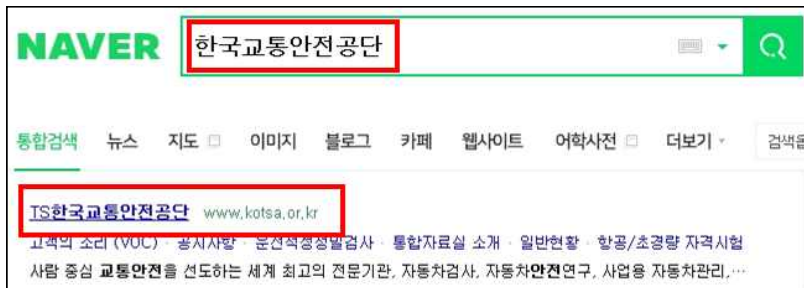 NAVER 한국교통안전공단
통합검색 뉴스 지도 이미지 블로그 카페 웹사이트 어학사전 더보기 검색옵
TS한국교통안전공단 www.kotsa.or.kr
고객의 소리 (VOC) · 공지사항 · 운전적성정밀검사 · 통합자료실 소개 · 일반현황 · 항공/초경량 자격시험
사람 중심 교통안전을 선도하는 세계 최고의 전문기관, 자동차검사, 자동차안전연구, 사업용 자동차관리,…